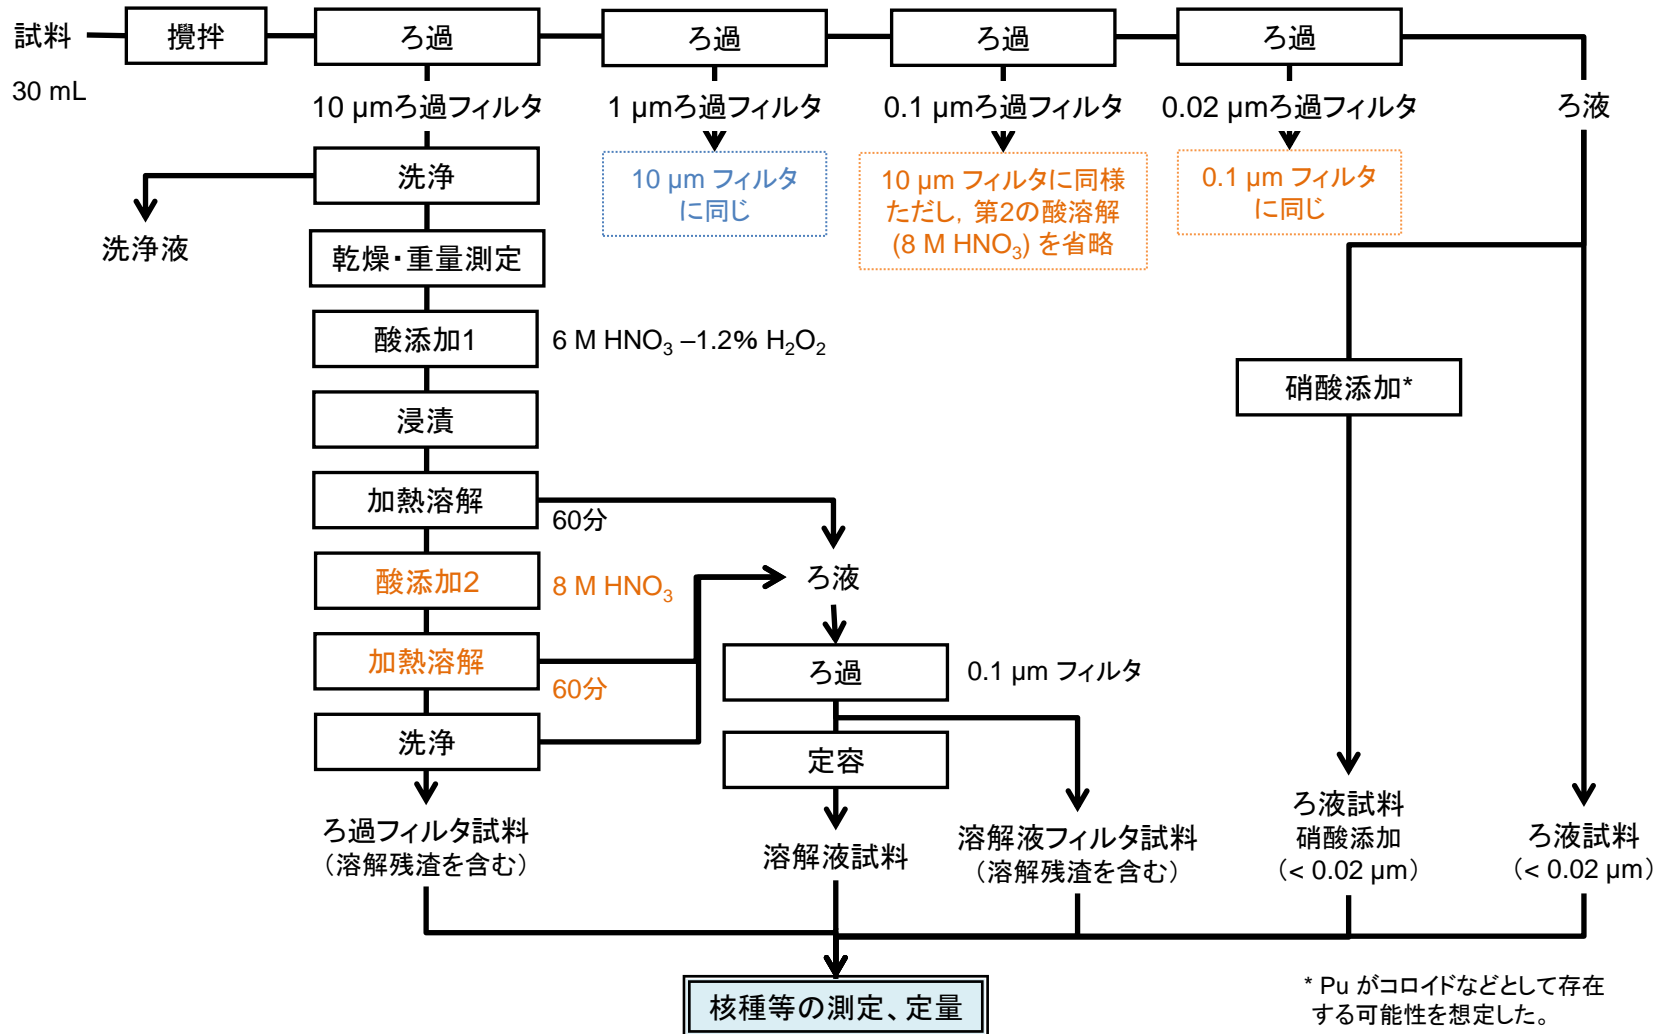 試料
攪拌
ろ過
ろ過
ろ過
ろ過
30 mL
10 μmろ過フィルタ
1 μmろ過フィルタ
0.1 μmろ過フィルタ
0.02 μmろ過フィルタ
ろ液
洗浄
洗浄液
10 μm フィルタ
に同じ
10 μm フィルタに同様
ただし，第2の酸溶解
(8 M HNO₃) を省略
0.1 μm フィルタ
に同じ
乾燥・重量測定
酸添加1
6 M HNO₃ –1.2% H₂O₂
浸漬
加熱溶解
60分
酸添加2
8 M HNO₃
加熱溶解
60分
洗浄
ろ過フィルタ試料
（溶解残渣を含む）
ろ液
ろ過
0.1 μm フィルタ
定容
溶解液試料
溶解液フィルタ試料
（溶解残渣を含む）
硝酸添加*
ろ液試料
硝酸添加
（< 0.02 μm）
ろ液試料
（< 0.02 μm）
核種等の測定、定量
* Pu がコロイドなどとして存在
する可能性を想定した。